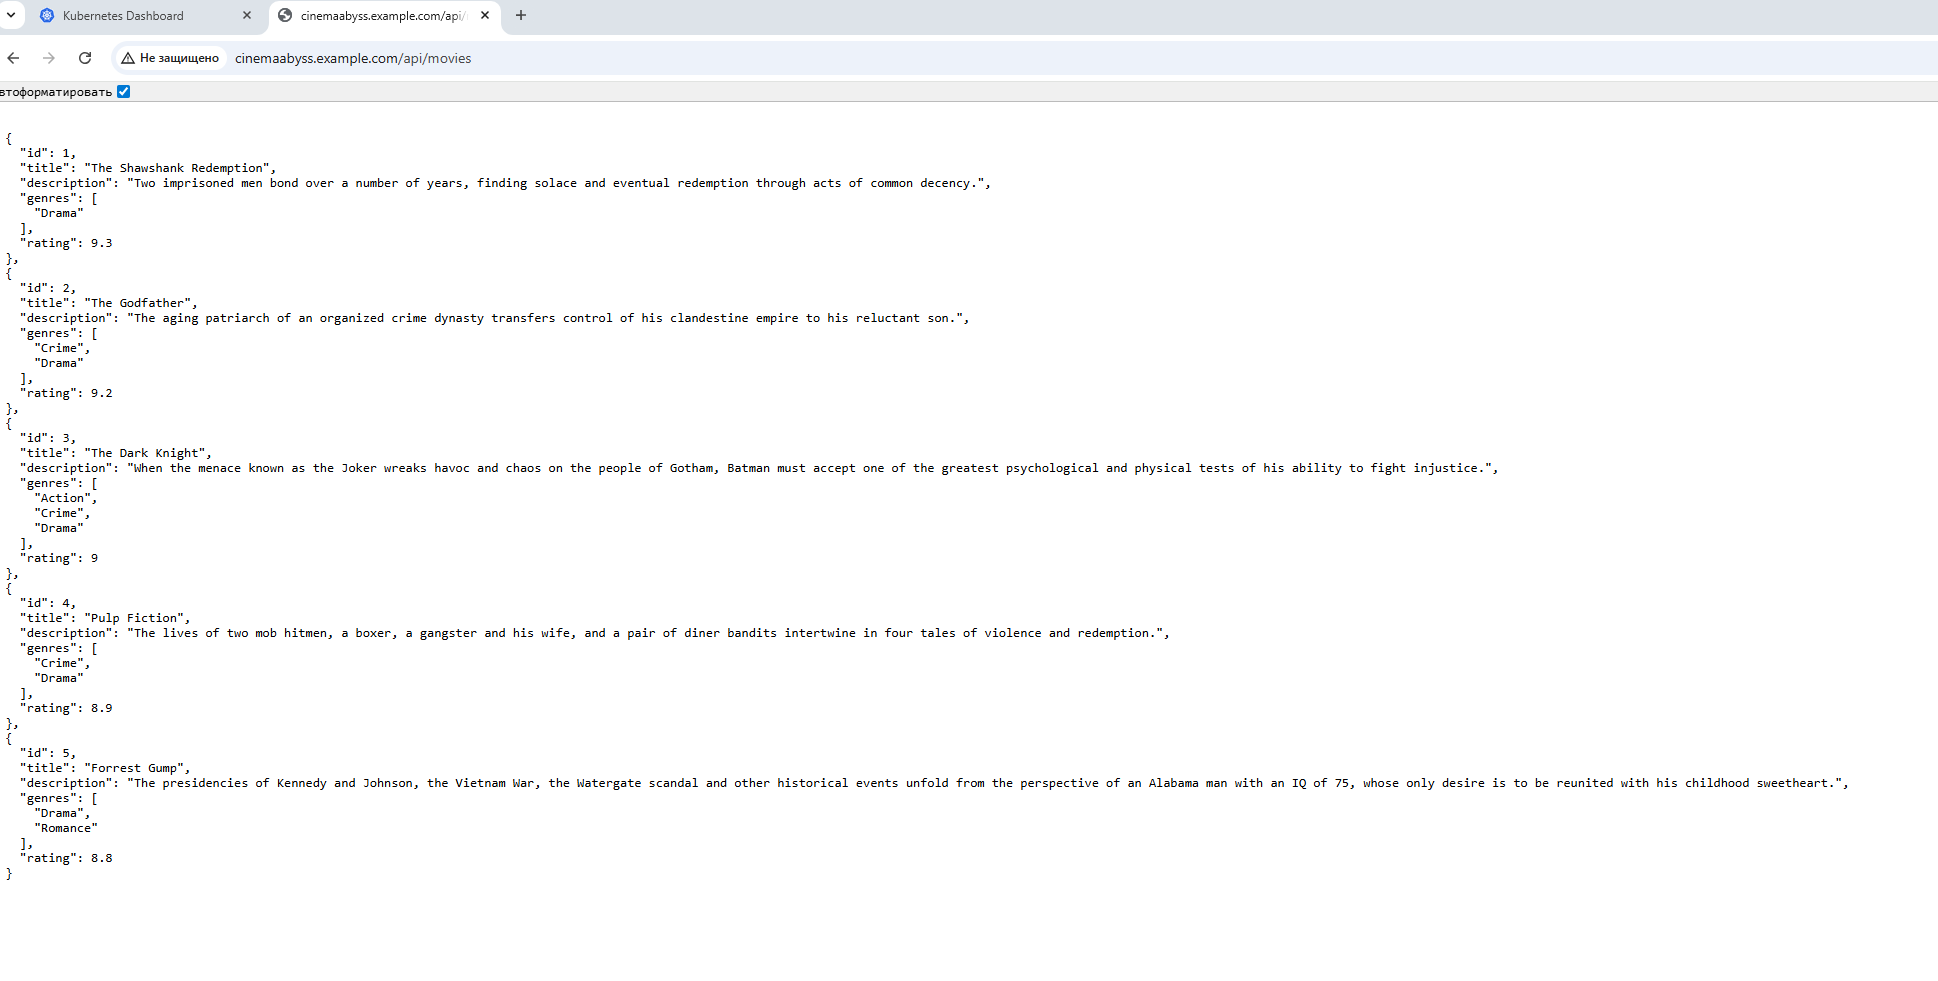 Kubernetes Dashboard
cinemaabyss.example.com/api/
Не защищено cinemaabyss.example.com/api/movies
втоформатировать
{
  "id": 1,
  "title": "The Shawshank Redemption",
  "description": "Two imprisoned men bond over a number of years, finding solace and eventual redemption through acts of common decency.",
  "genres": [
    "Drama"
  ],
  "rating": 9.3
},
{
  "id": 2,
  "title": "The Godfather",
  "description": "The aging patriarch of an organized crime dynasty transfers control of his clandestine empire to his reluctant son.",
  "genres": [
    "Crime",
    "Drama"
  ],
  "rating": 9.2
},
{
  "id": 3,
  "title": "The Dark Knight",
  "description": "When the menace known as the Joker wreaks havoc and chaos on the people of Gotham, Batman must accept one of the greatest psychological and physical tests of his ability to fight injustice.",
  "genres": [
    "Action",
    "Crime",
    "Drama"
  ],
  "rating": 9
},
{
  "id": 4,
  "title": "Pulp Fiction",
  "description": "The lives of two mob hitmen, a boxer, a gangster and his wife, and a pair of diner bandits intertwine in four tales of violence and redemption.",
  "genres": [
    "Crime",
    "Drama"
  ],
  "rating": 8.9
},
{
  "id": 5,
  "title": "Forrest Gump",
  "description": "The presidencies of Kennedy and Johnson, the Vietnam War, the Watergate scandal and other historical events unfold from the perspective of an Alabama man with an IQ of 75, whose only desire is to be reunited with his childhood sweetheart.",
  "genres": [
    "Drama",
    "Romance"
  ],
  "rating": 8.8
}